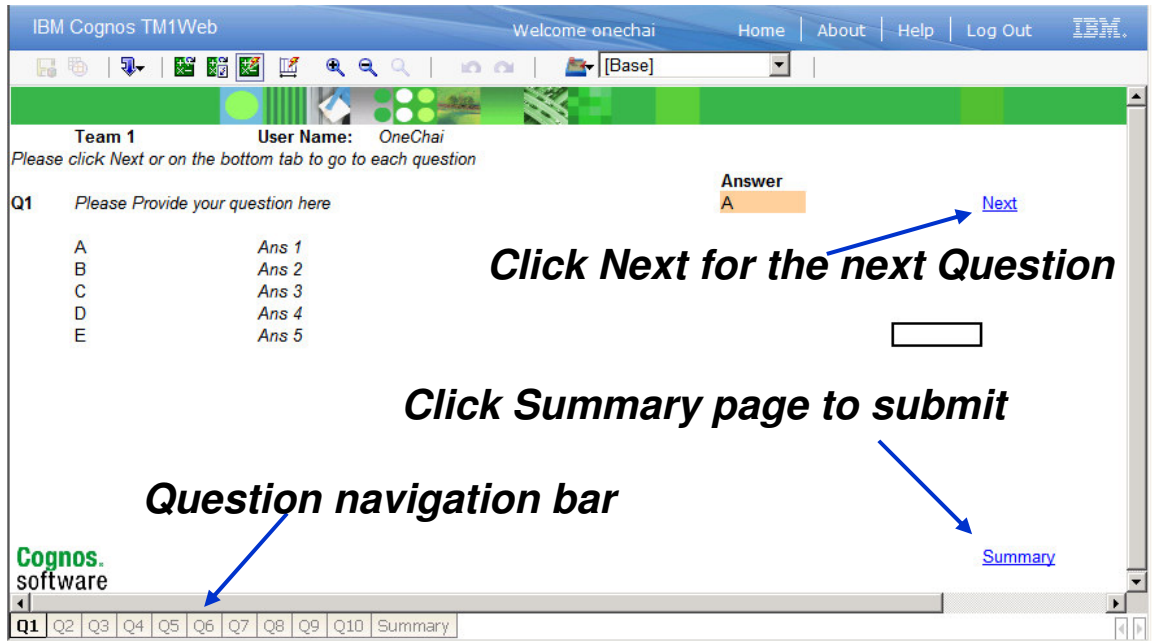 IBM Cognos TM1Web Welcome onechai Home About Help Log Out IBM.
[Base]
Team 1 User Name: OneChai
Please click Next or on the bottom tab to go to each question
Answer
Q1 Please Provide your question here A Next
A Ans 1
Click Next for the next Question
B Ans 2
C Ans 3
D Ans 4
E Ans 5
Click Summary page to submit
Question navigation bar
Cognos. Summary
software
Q1 Q2 Q3 Q4 Q5 Q6 Q7 Q8 Q9 Q10 Summary